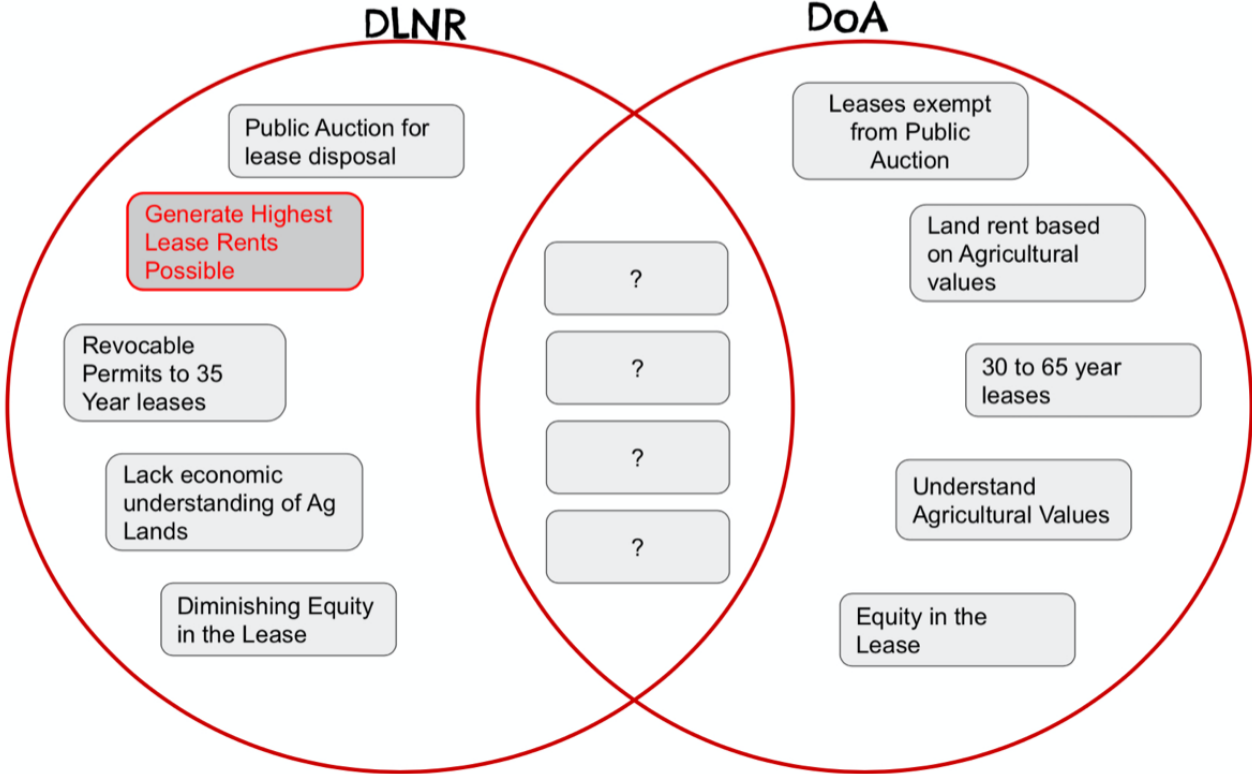 DLNR
DoA
Public Auction for
lease disposal
Generate Highest
Lease Rents
Possible
Revocable
Permits to 35
Year leases
Lack economic
understanding of Ag
Lands
Diminishing Equity
in the Lease
?
?
?
?
Leases exempt
from Public
Auction
Land rent based
on Agricultural
values
30 to 65 year
leases
Understand
Agricultural Values
Equity in the
Lease